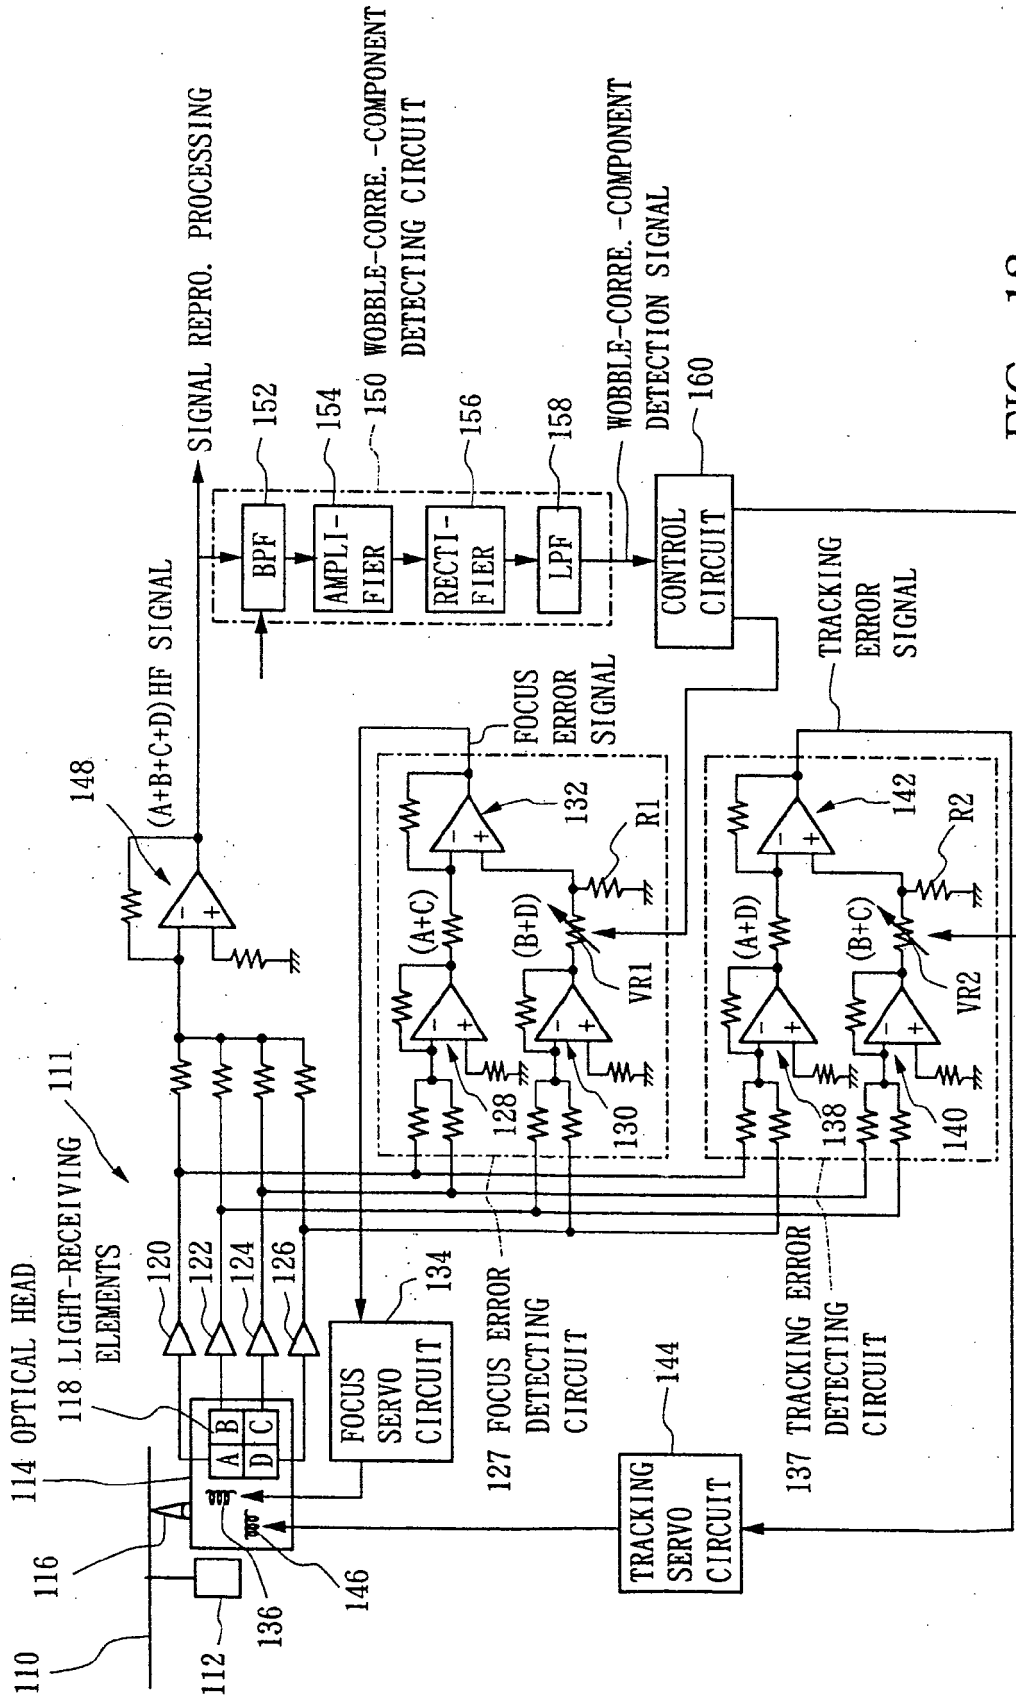 110
112
116
114 OPTICAL HEAD
118 LIGHT-RECEIVING
ELEMENTS
111
120
122
124
126
A
B
D
C
136
146
148
(A+B+C+D)HF SIGNAL
SIGNAL REPRO. PROCESSING
BPF
152
AMPLI-
FIER
154
150 WOBBLE-CORRE.-COMPONENT
DETECTING CIRCUIT
RECTI-
FIER
156
LPF
158
WOBBLE-CORRE.-COMPONENT
DETECTION SIGNAL
CONTROL
CIRCUIT
160
FOCUS
ERROR
SIGNAL
FOCUS
SERVO
CIRCUIT
134
127 FOCUS ERROR
DETECTING
CIRCUIT
128
130
(A+C)
(B+D)
132
VR1
R1
TRACKING
ERROR
SIGNAL
TRACKING
SERVO
CIRCUIT
144
137 TRACKING ERROR
DETECTING
CIRCUIT
138
140
(A+D)
(B+C)
142
VR2
R2
-
+
-
+
-
+
-
+
-
+
-
+
-
+